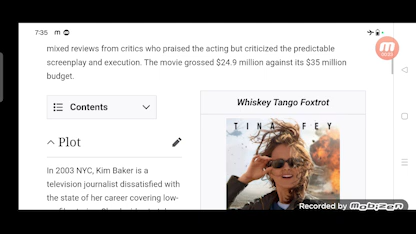 7:35 m
mixed reviews from critics who praised the acting but criticized the predictable
screenplay and execution. The movie grossed $24.9 million against its $35 million
budget.
Contents
Whiskey Tango Foxtrot
Plot
TINA FEY
In 2003 NYC, Kim Baker is a
television journalist dissatisfied with
the state of her career covering low-
Recorded by Mobizen